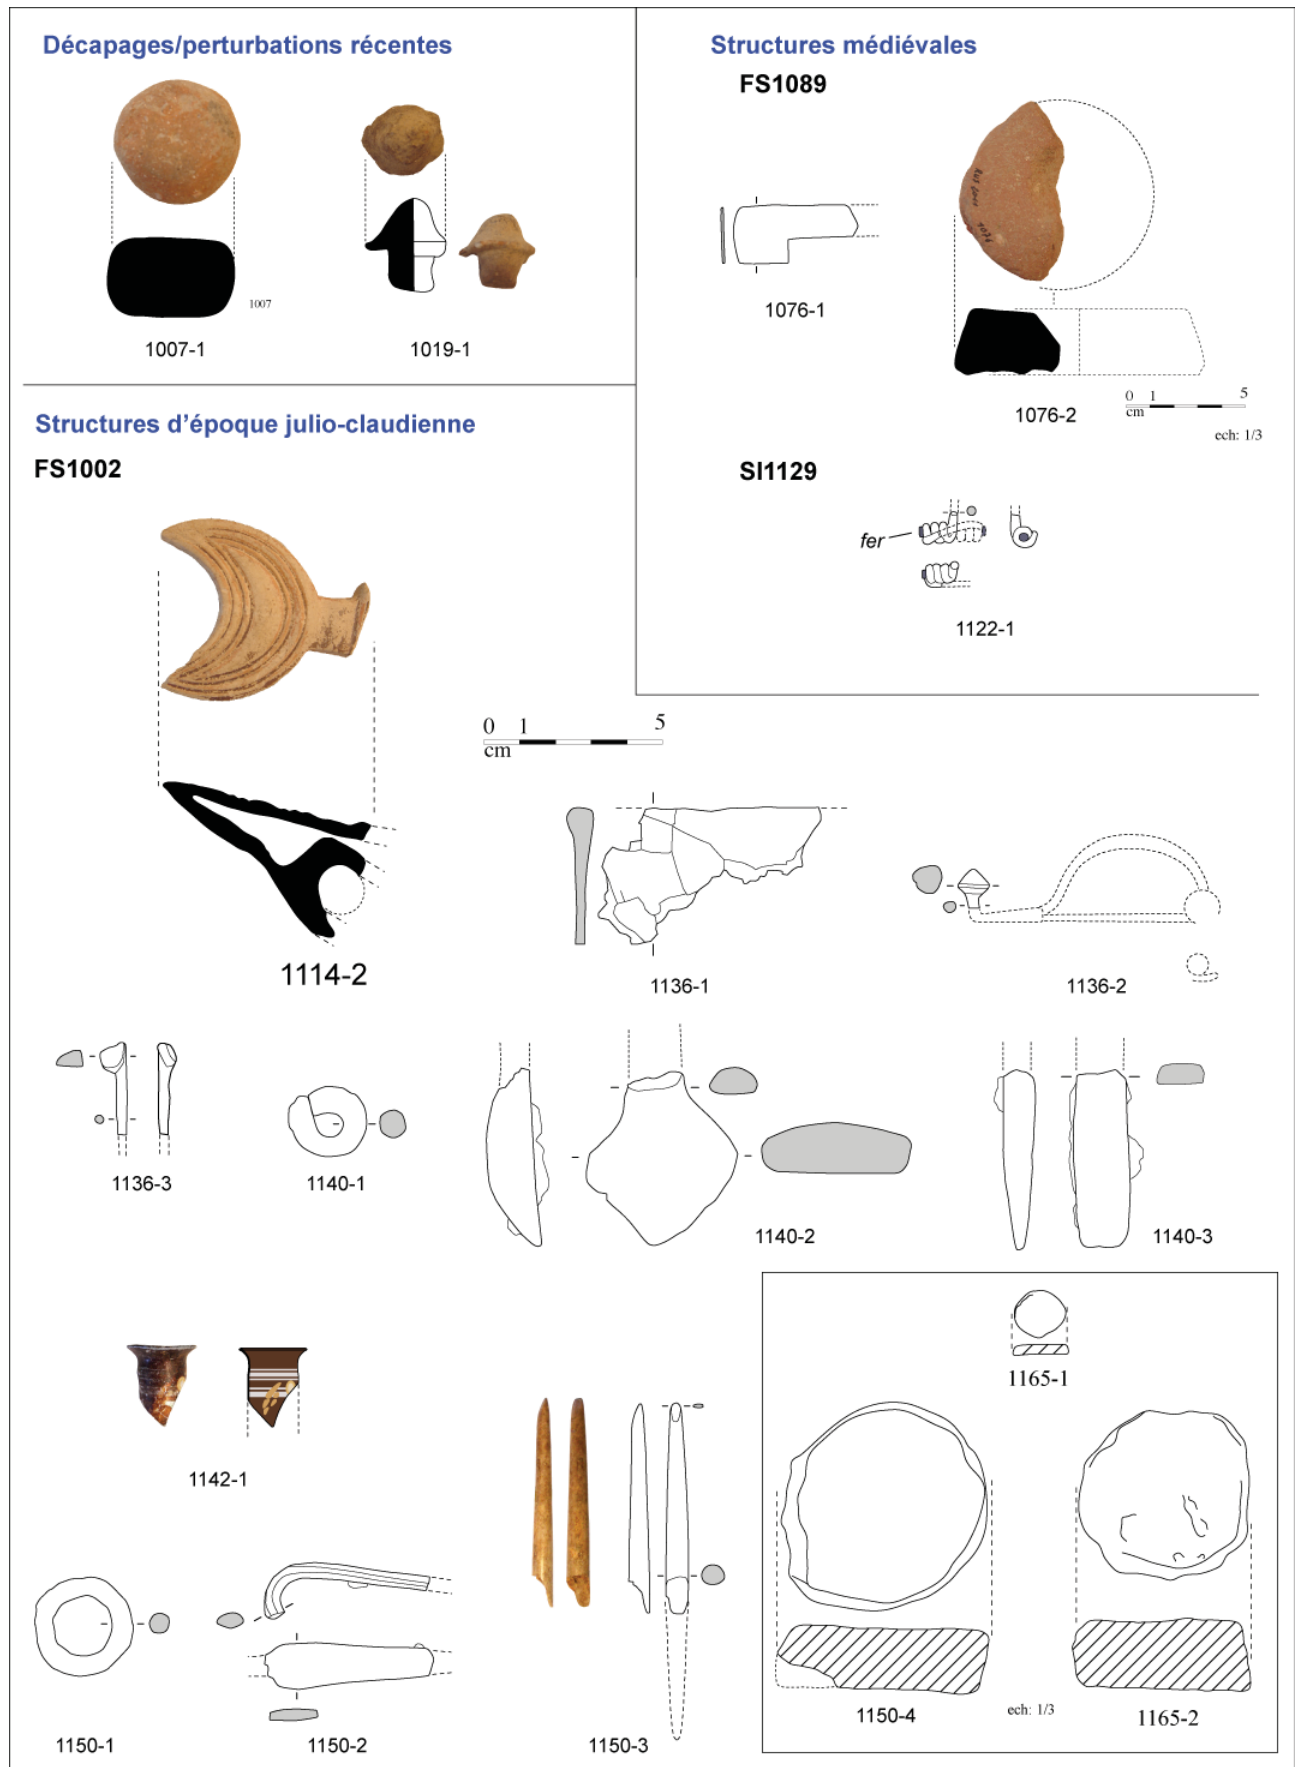 Décapages/perturbations récentes
1007
1007-1
1019-1
Structures médiévales
FS1089
1076-1
1076-2
0 1 5
cm
ech: 1/3
SI1129
fer
1122-1
Structures d'époque julio-claudienne
FS1002
0 1 5
cm
1114-2
1136-1
1136-2
1136-3
1140-1
1140-2
1140-3
1142-1
1165-1
1150-1
1150-2
1150-3
1150-4
ech: 1/3
1165-2